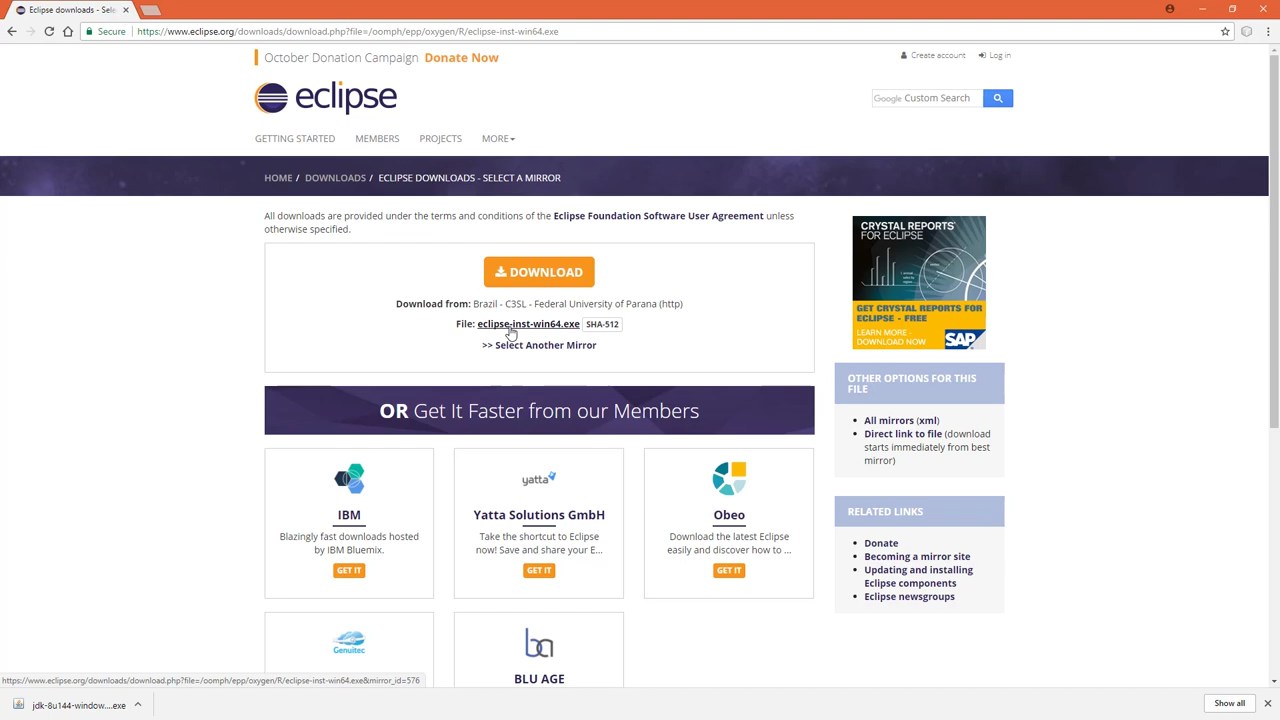 Eclipse downloads - Sele
Secure
https://www.eclipse.org/downloads/download.php?file=/oomph/epp/oxygen/R/eclipse-inst-win64.exe
October Donation Campaign Donate Now
Create account
Log in
eclipse
Google Custom Search
GETTING STARTED
MEMBERS
PROJECTS
MORE
HOME / DOWNLOADS / ECLIPSE DOWNLOADS - SELECT A MIRROR
All downloads are provided under the terms and conditions of the Eclipse Foundation Software User Agreement unless
otherwise specified.
DOWNLOAD
Download from: Brazil - C3SL - Federal University of Parana (http)
File: eclipse-inst-win64.exe SHA-512
>> Select Another Mirror
OR Get It Faster from our Members
IBM
Blazingly fast downloads hosted
by IBM Bluemix.
GET IT
yatta
Yatta Solutions GmbH
Take the shortcut to Eclipse
now! Save and share your E...
GET IT
Obeo
Download the latest Eclipse
easily and discover how to ...
GET IT
Genuitec
ba
BLU AGE
CRYSTAL REPORTS®
FOR ECLIPSE
GET CRYSTAL REPORTS FOR
ECLIPSE - FREE
LEARN MORE -
DOWNLOAD NOW
SAP
OTHER OPTIONS FOR THIS
FILE
All mirrors (xml)
Direct link to file (download
starts immediately from best
mirror)
RELATED LINKS
Donate
Becoming a mirror site
Updating and installing
Eclipse components
Eclipse newsgroups
https://www.eclipse.org/downloads/download.php?file=/oomph/epp/oxygen/R/eclipse-inst-win64.exe&mirror_id=576
jdk-8u144-window....exe
Show all